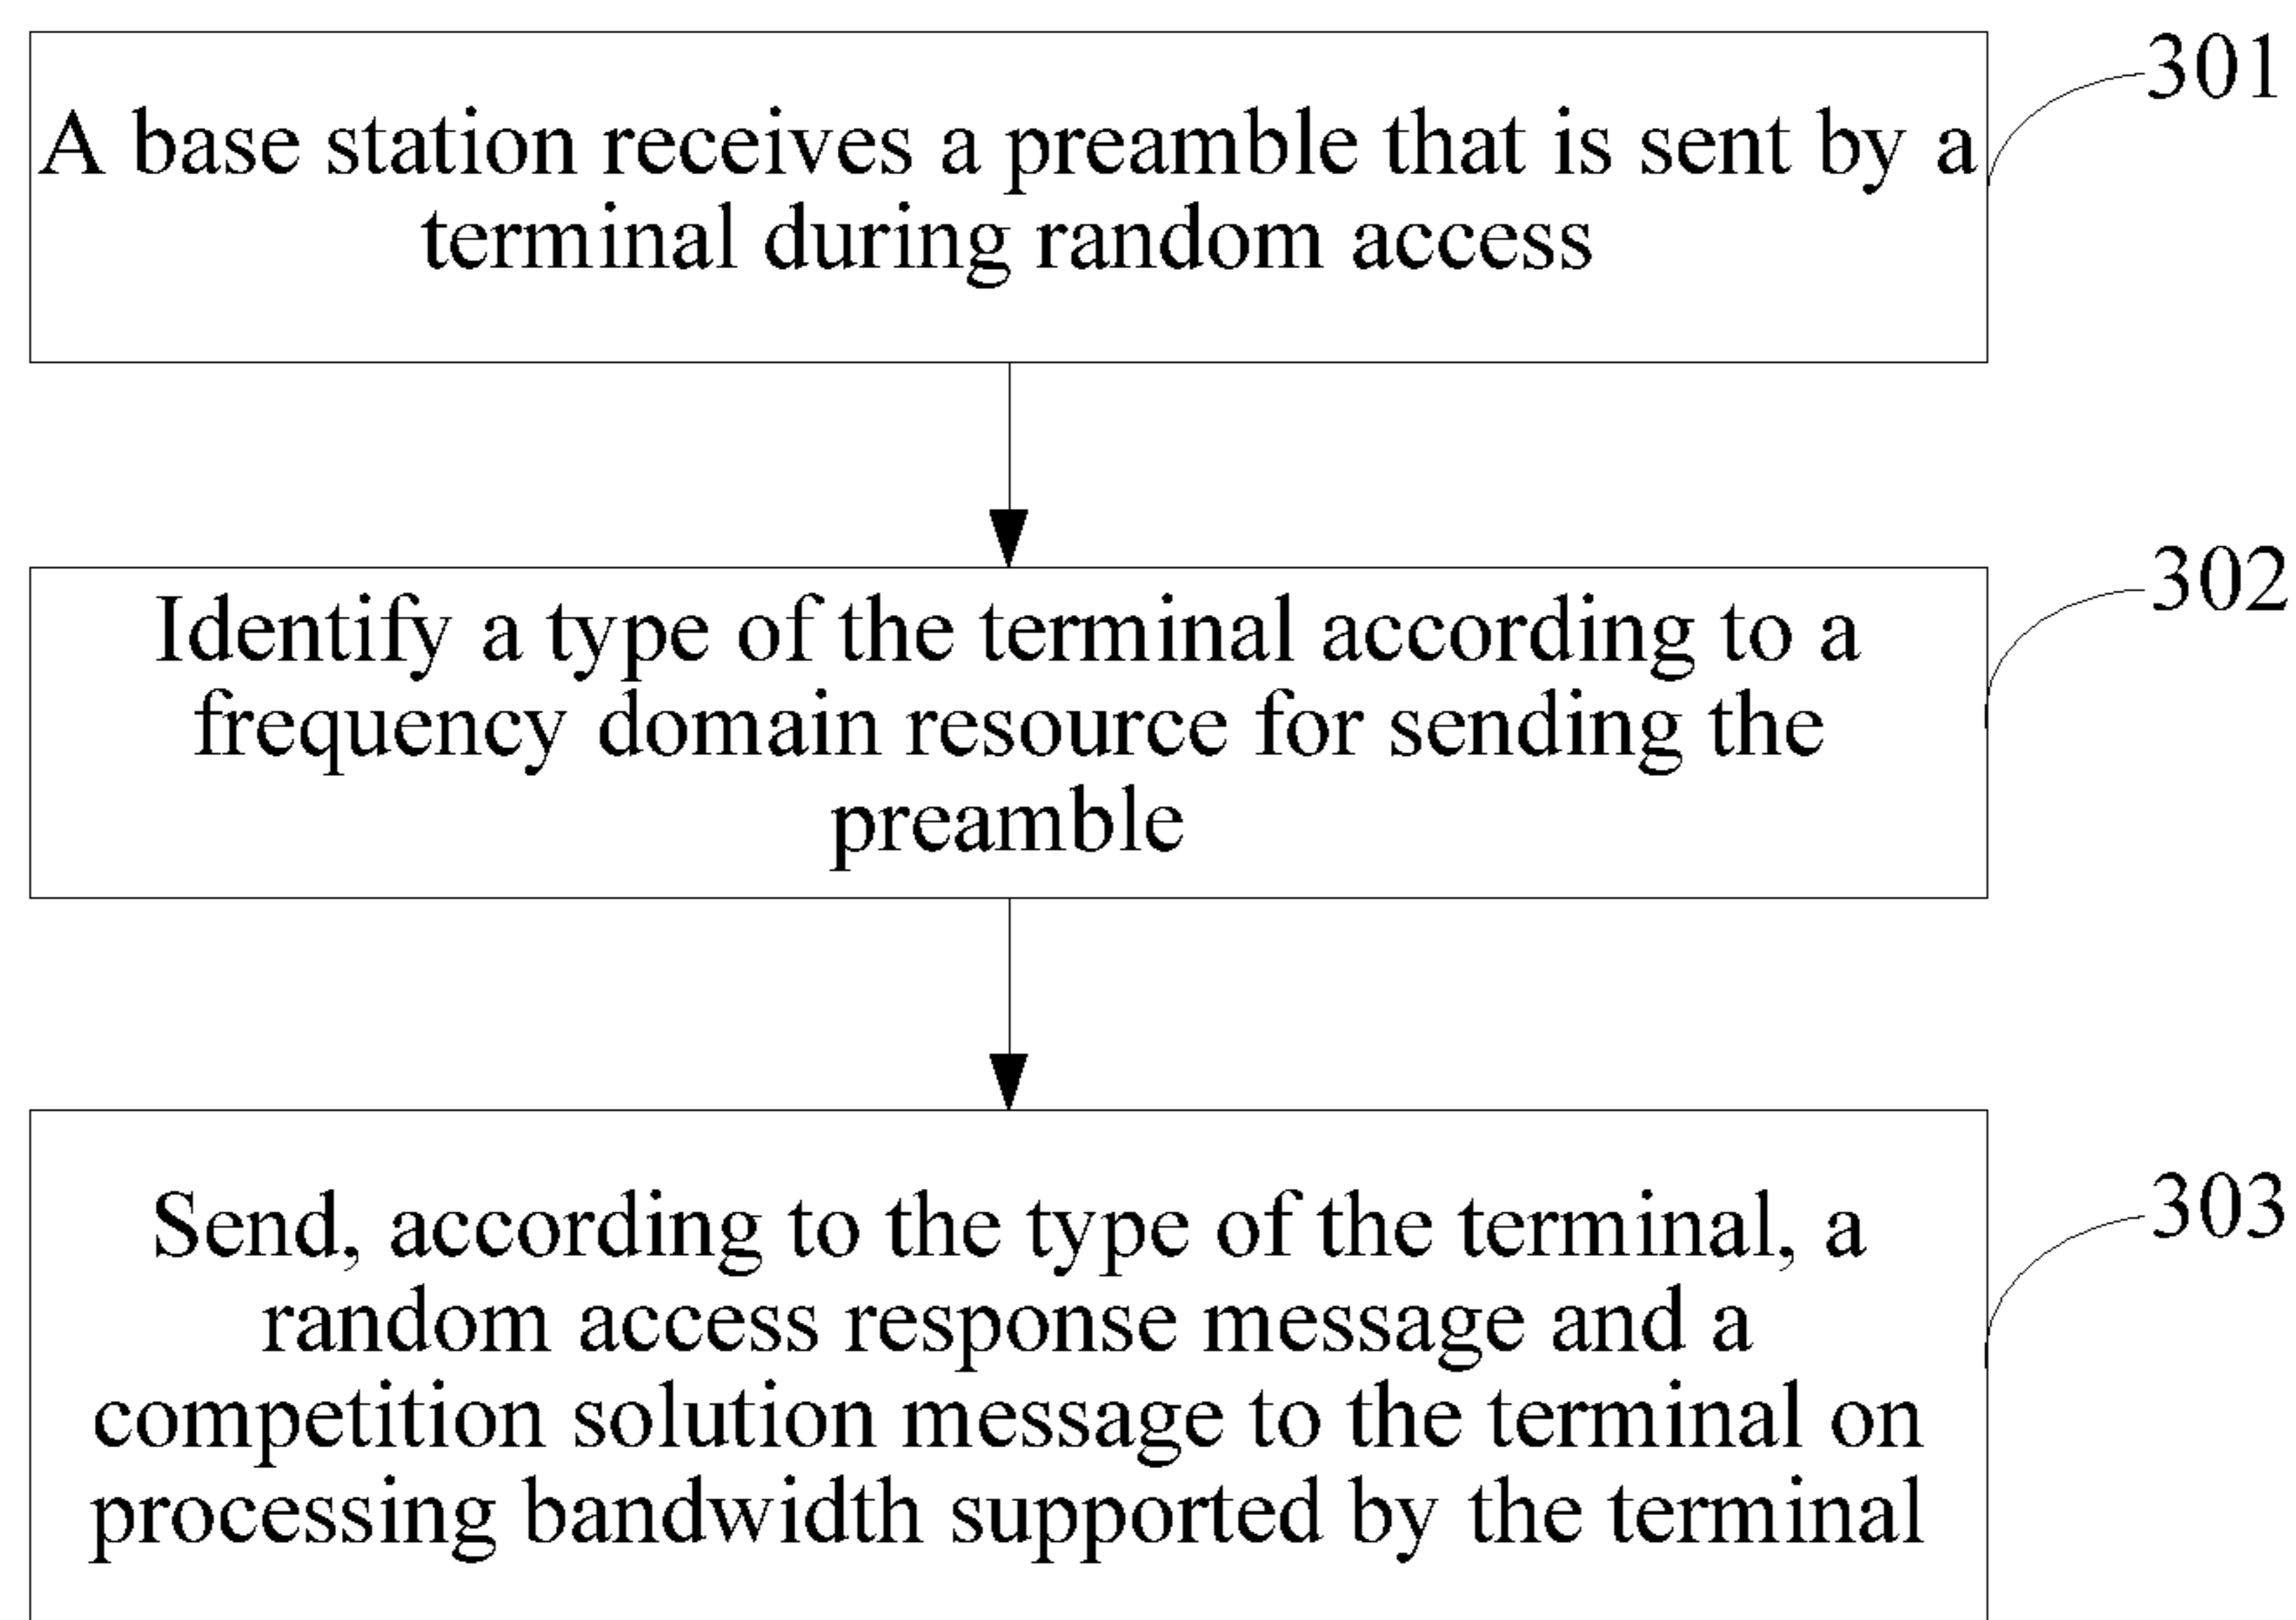 A base station receives a preamble that is sent by a
terminal during random access
301
Identify a type of the terminal according to a
frequency domain resource for sending the
preamble
302
Send, according to the type of the terminal, a
random access response message and a
competition solution message to the terminal on
processing bandwidth supported by the terminal
303